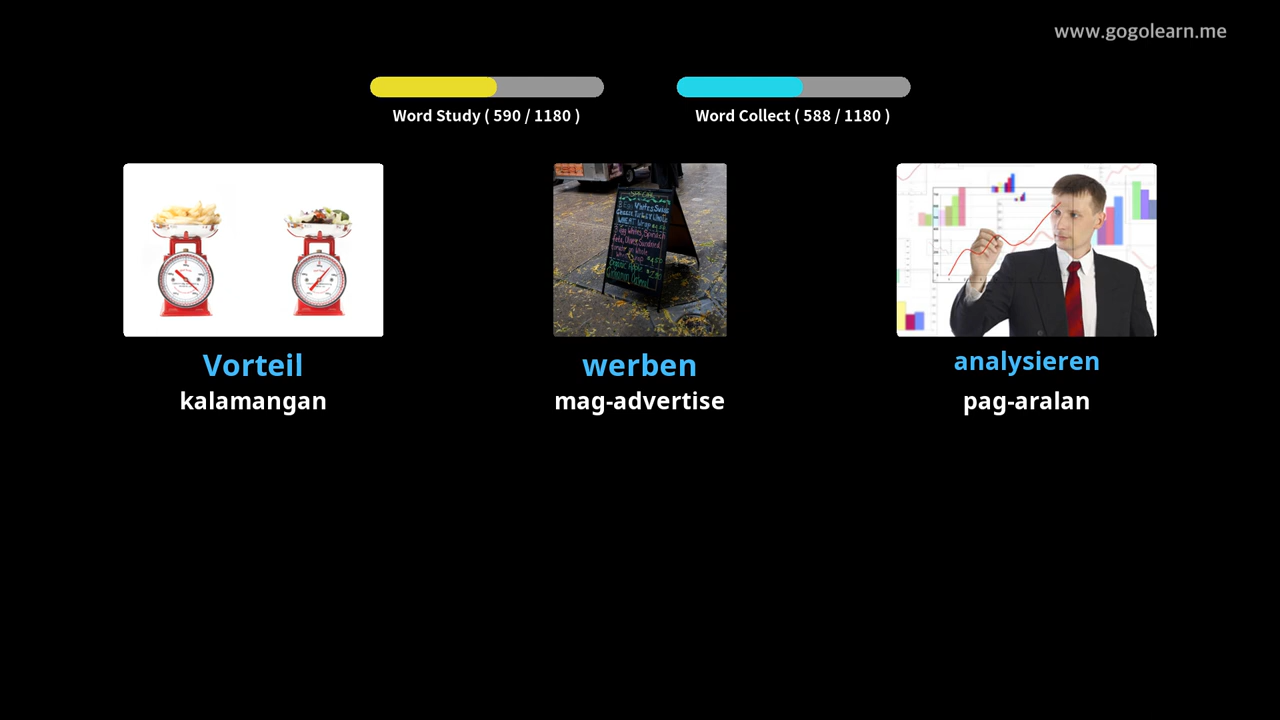 www.gogolearn.me
Word Study ( 590 / 1180 )
Word Collect ( 588 / 1180 )
Vorteil
werben
analysieren
kalamangan
mag-advertise
pag-aralan